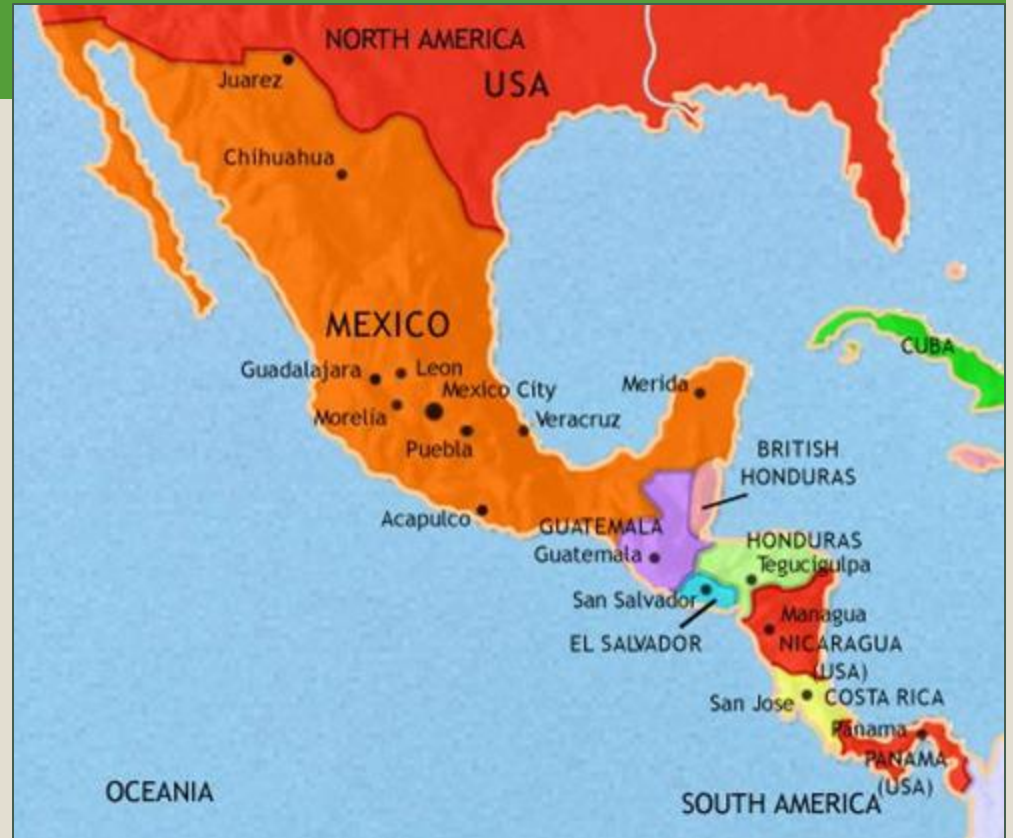 NORTH AMERICA
USA
Juarez
Chihuahua
MEXICO
CUBA
Guadalajara
Leon
Mexico City
Merida
Morelia
Veracruz
Puebla
BRITISH
HONDURAS
Acapulco
GUATEMALA
Guatemala
HONDURAS
Tegucigulpa
San Salvador
Managua
EL SALVADOR
NICARAGUA
(USA)
San Jose
COSTA RICA
Panama
PANAMA
(USA)
OCEANIA
SOUTH AMERICA